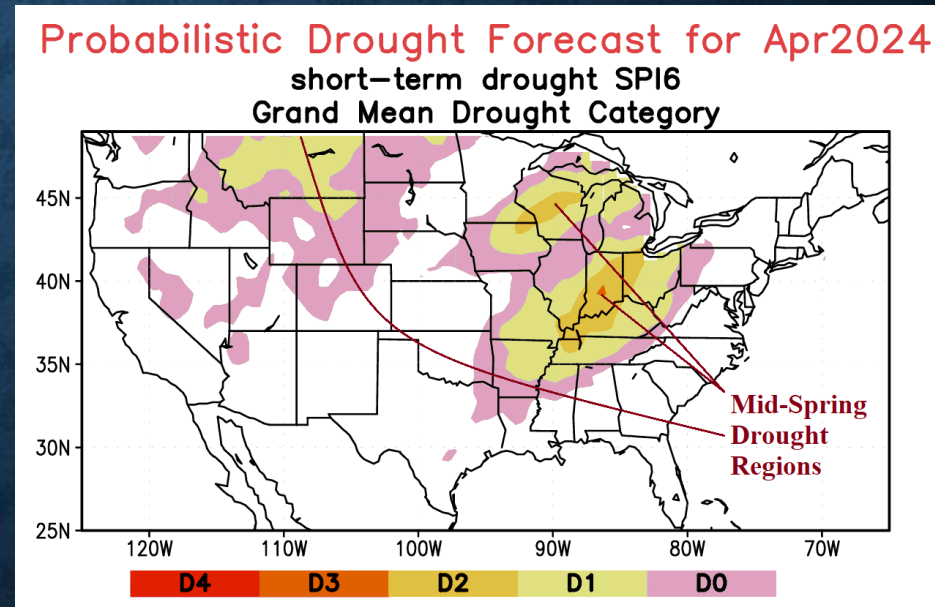 Probabilistic Drought Forecast for Apr2024
short-term drought SPI6
Grand Mean Drought Category
45N
40N
35N
30N
25N
Mid-Spring
Drought
Regions
120W 110W 100W 90W 80W 70W
D4 D3 D2 D1 D0